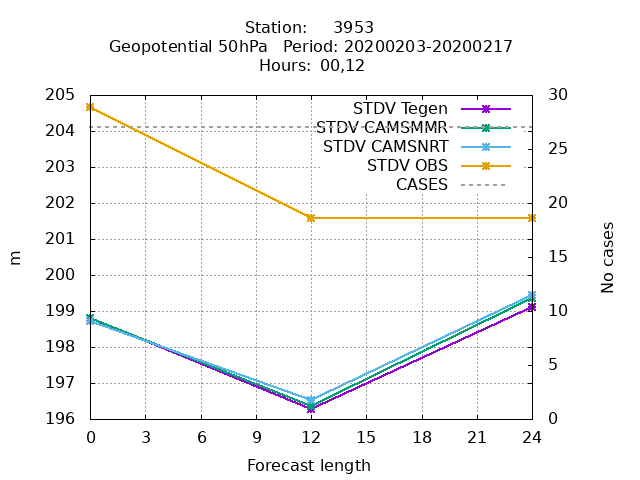 Station: 3953
Geopotential 50hPa Period: 20200203-20200217
Hours: 00,12
205
204
203
202
201
200
199
198
197
196
30
25
20
15
10
5
0
STDV Tegen
STDV CAMSMMR
STDV CAMSNRT
STDV OBS
CASES
m
No cases
0 3 6 9 12 15 18 21 24
Forecast length